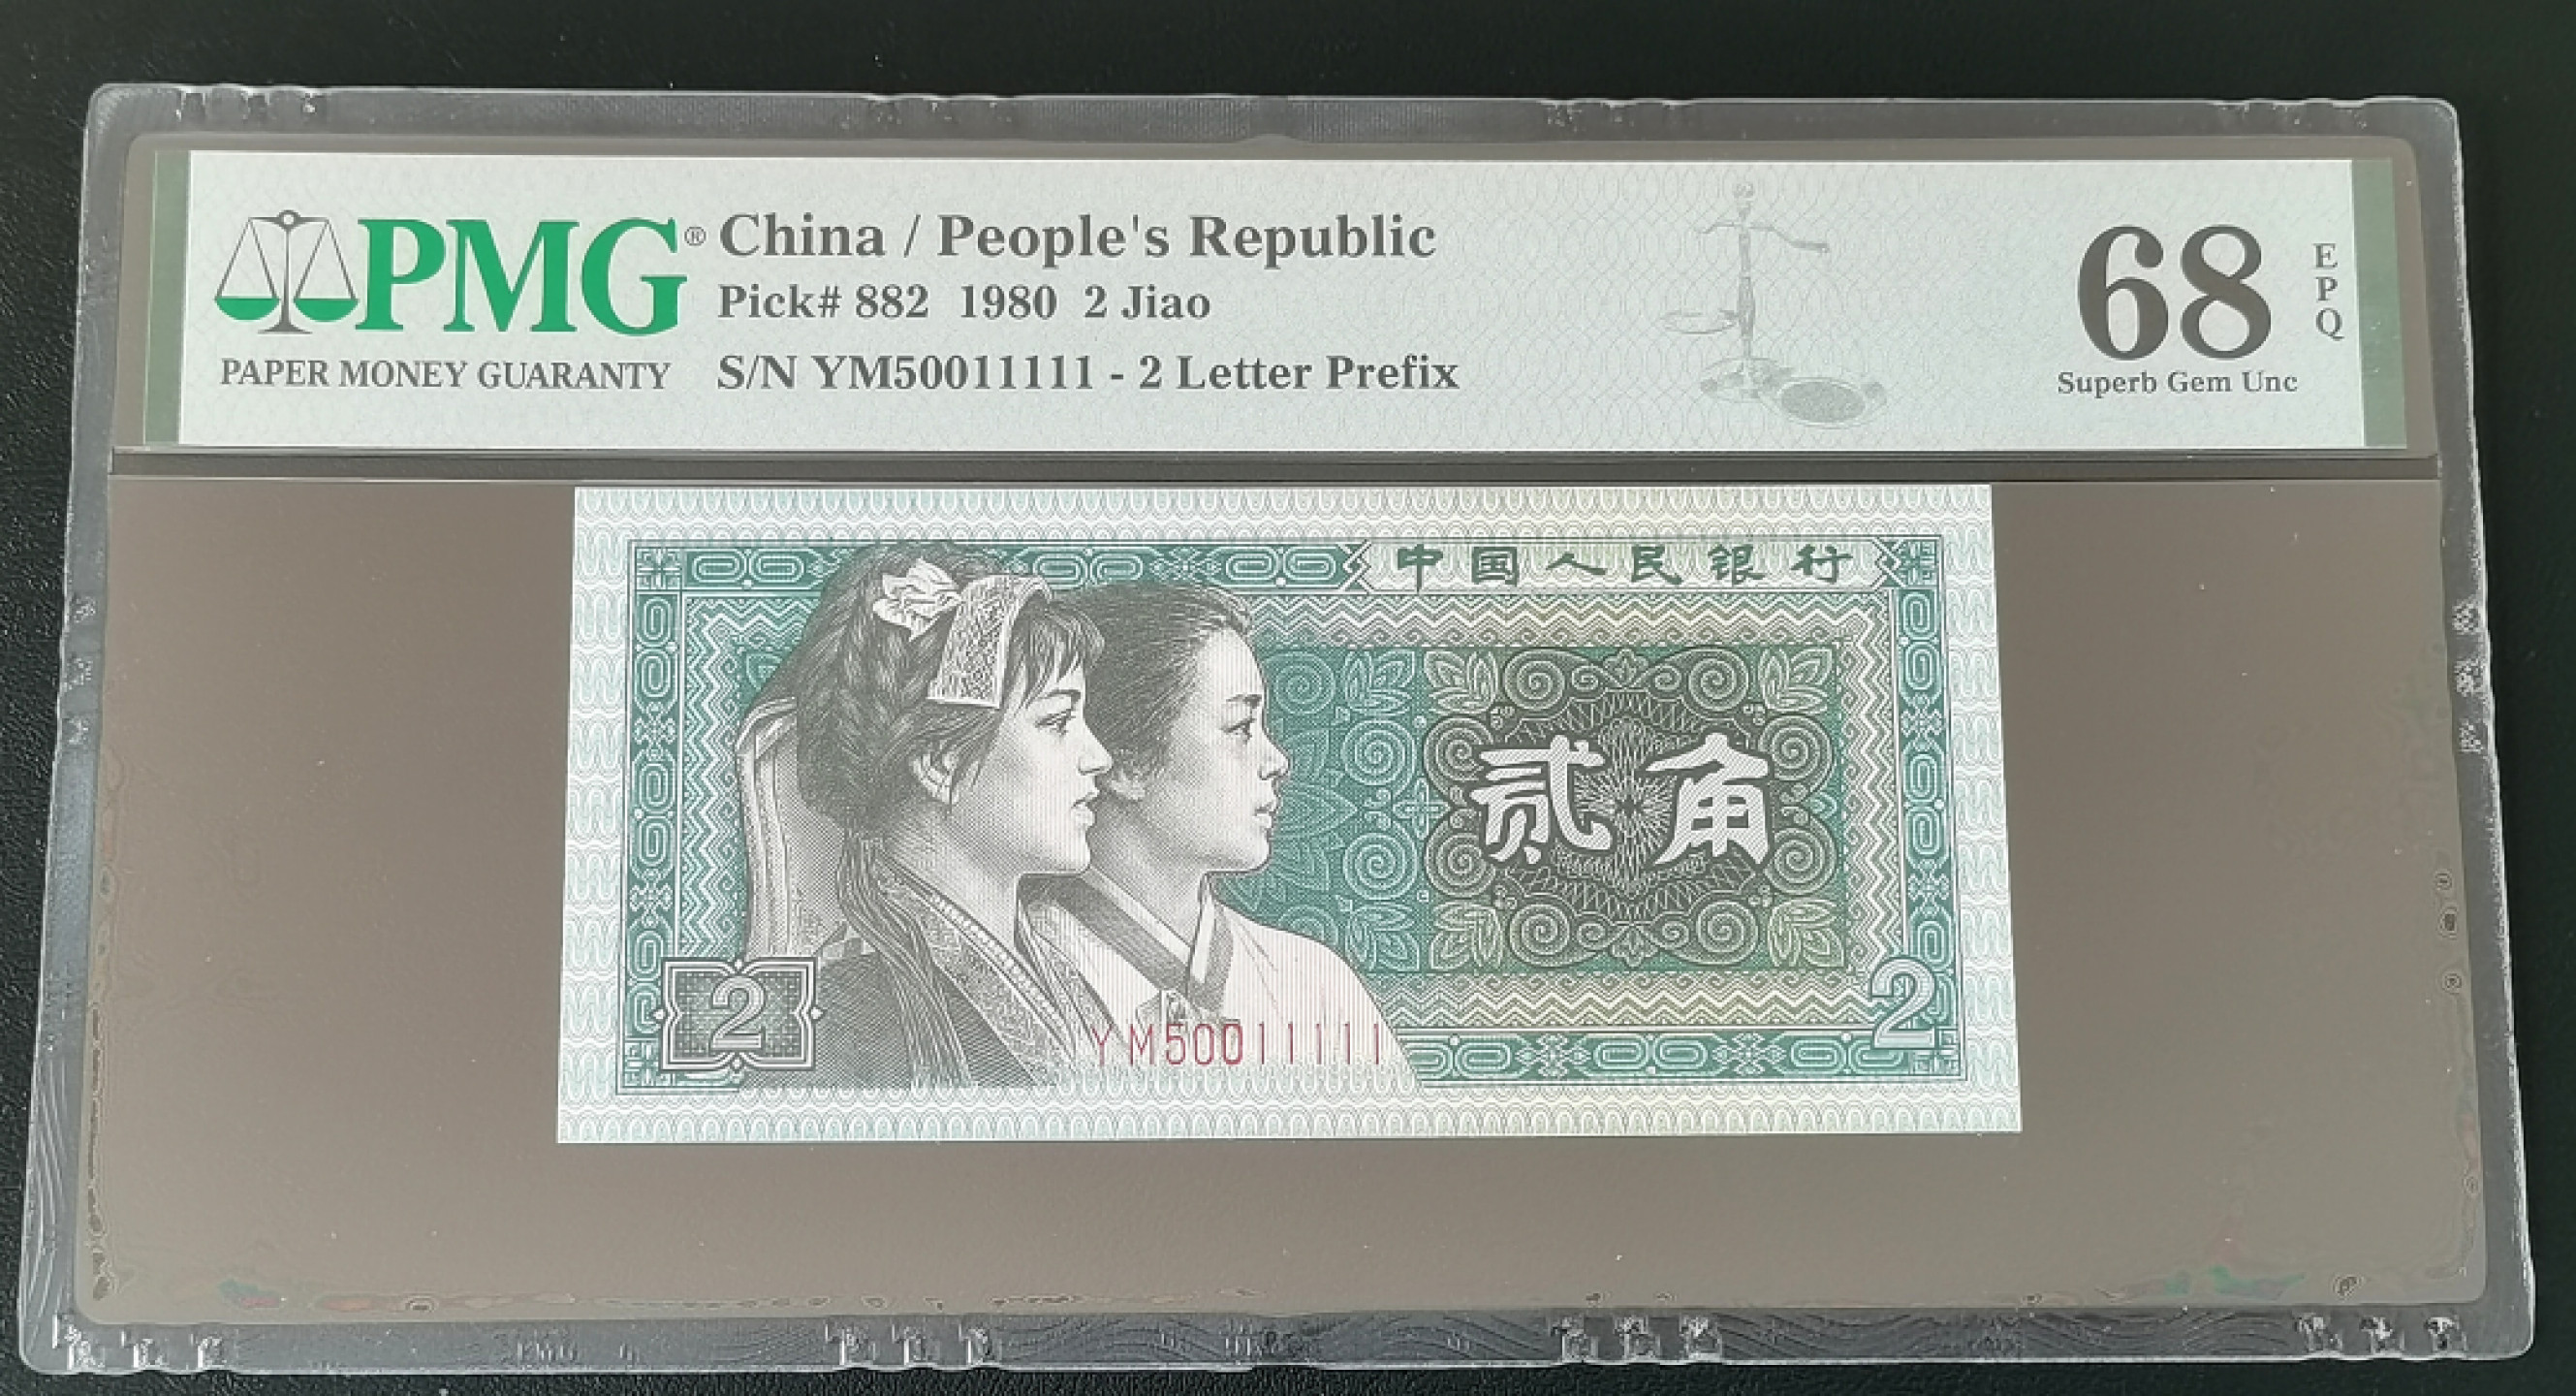 PMG® China / People's Republic
Pick# 882 1980 2 Jiao
PAPER MONEY GUARANTY S/N YM50011111 - 2 Letter Prefix
68 EPQ
Superb Gem Unc
中国人民银行
贰角
2
2
YM50011111